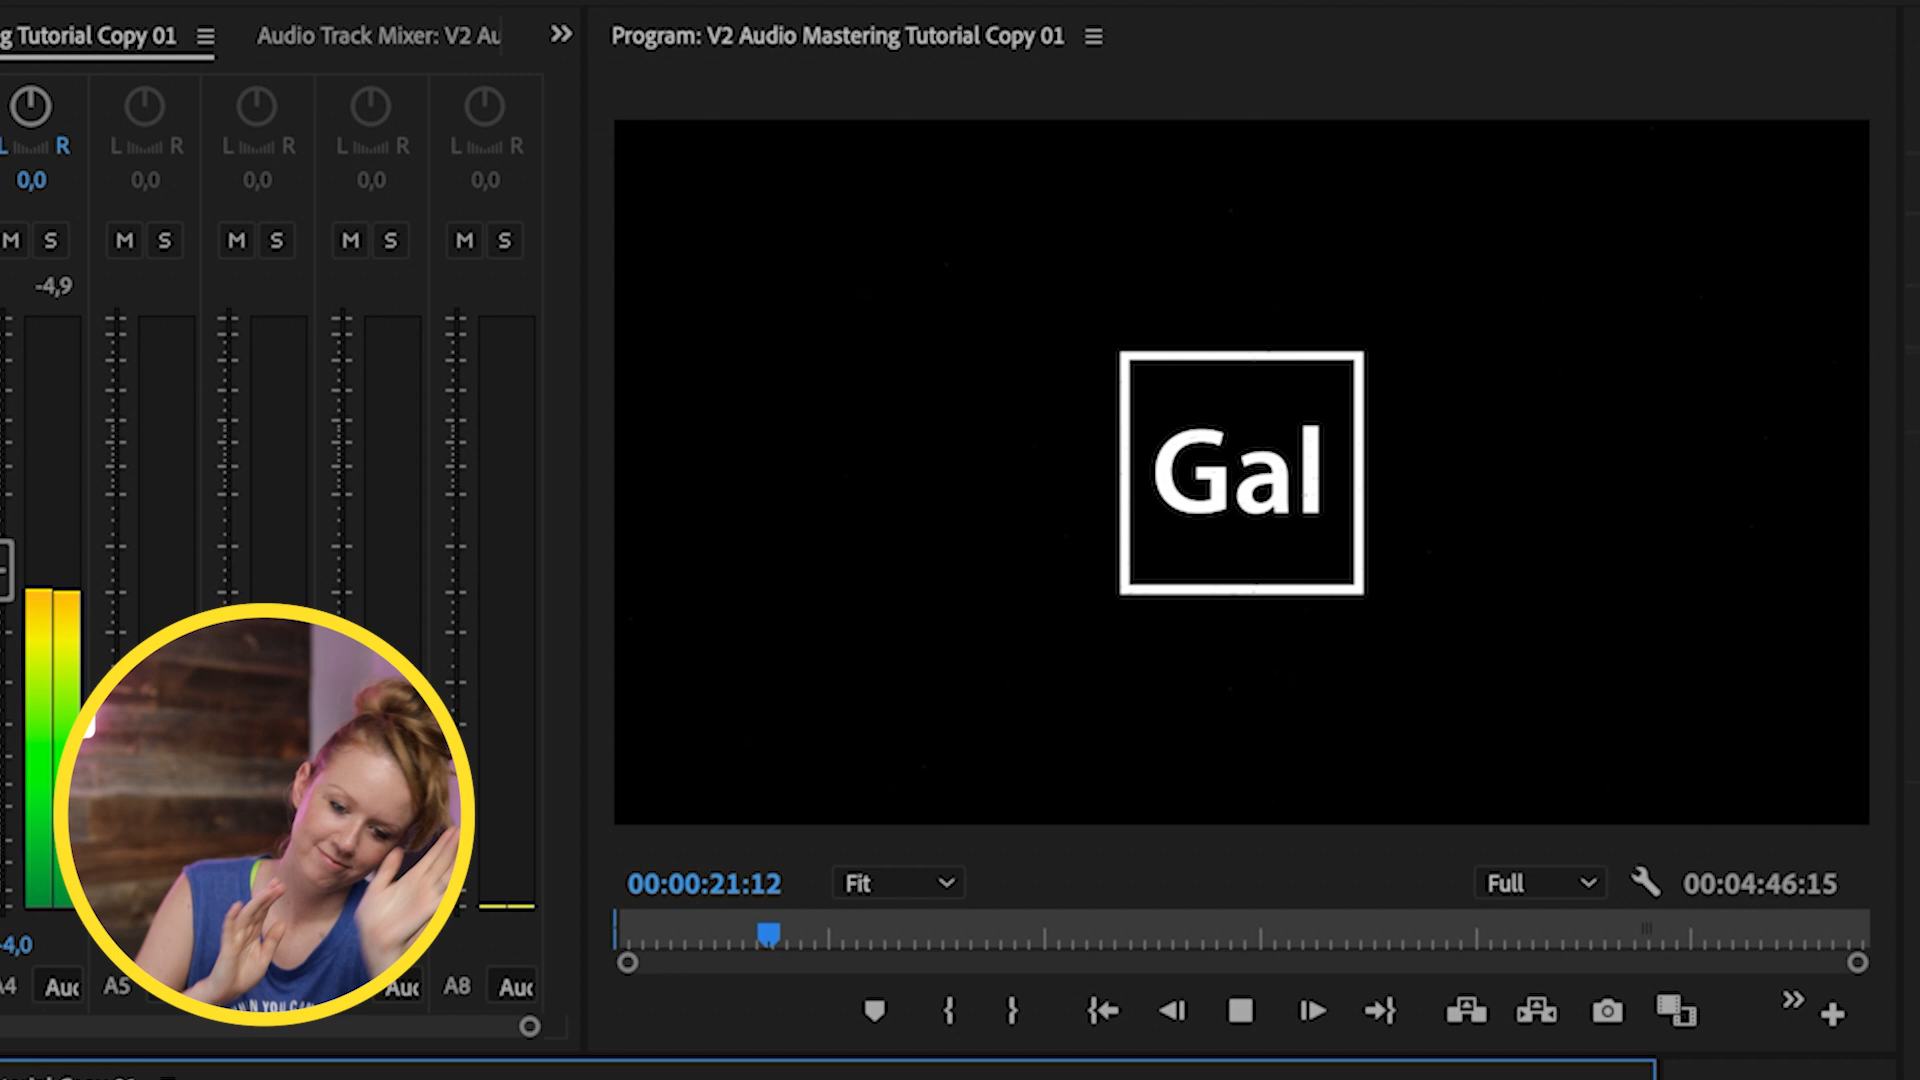 g Tutorial Copy 01
Audio Track Mixer: V2 Au
Program: V2 Audio Mastering Tutorial Copy 01
L R L R L R L R L R
0,0 0,0 0,0 0,0 0,0
M S M S M S M S M S
-4,9
Gal
00:00:21:12 Fit Full 00:04:46:15
-4,0
A4 Auc A5 Auc A8 Auc
N YOU CAN